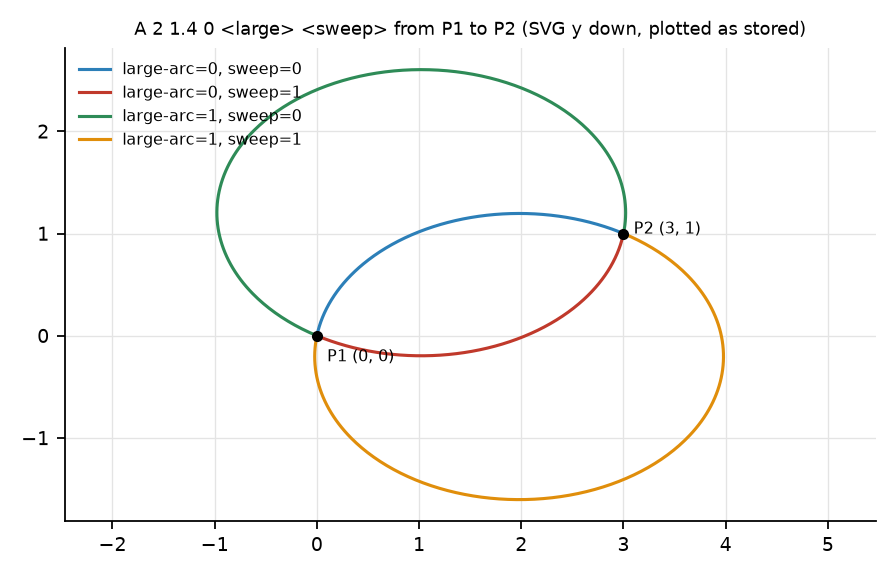 A 2 1.4 0 <large> <sweep> from P1 to P2 (SVG y down, plotted as stored)
large-arc=0, sweep=0
large-arc=0, sweep=1
large-arc=1, sweep=0
large-arc=1, sweep=1
2
1
0
−1
P2 (3, 1)
P1 (0, 0)
−2
−1
0
1
2
3
4
5